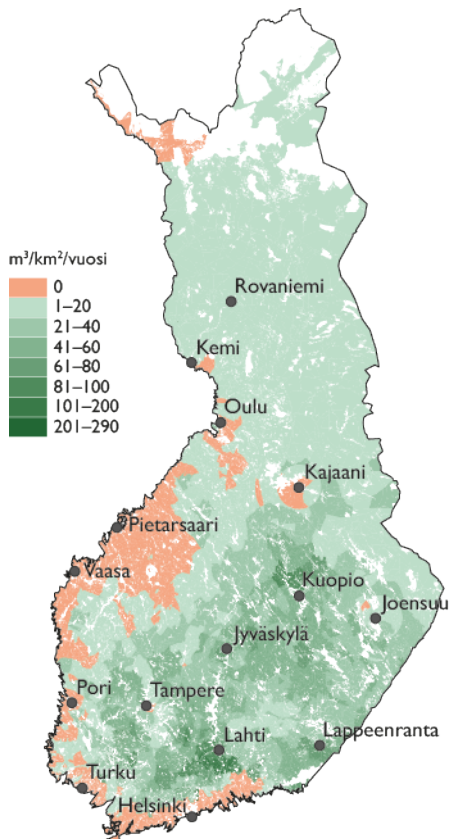 m³/km²/vuosi
0
1–20
21–40
41–60
61–80
81–100
101–200
201–290
Rovaniemi
Kemi
Oulu
Kajaani
Pietarsaari
Vaasa
Kuopio
Joensuu
Jyväskylä
Pori
Tampere
Lahti
Lappeenranta
Turku
Helsinki